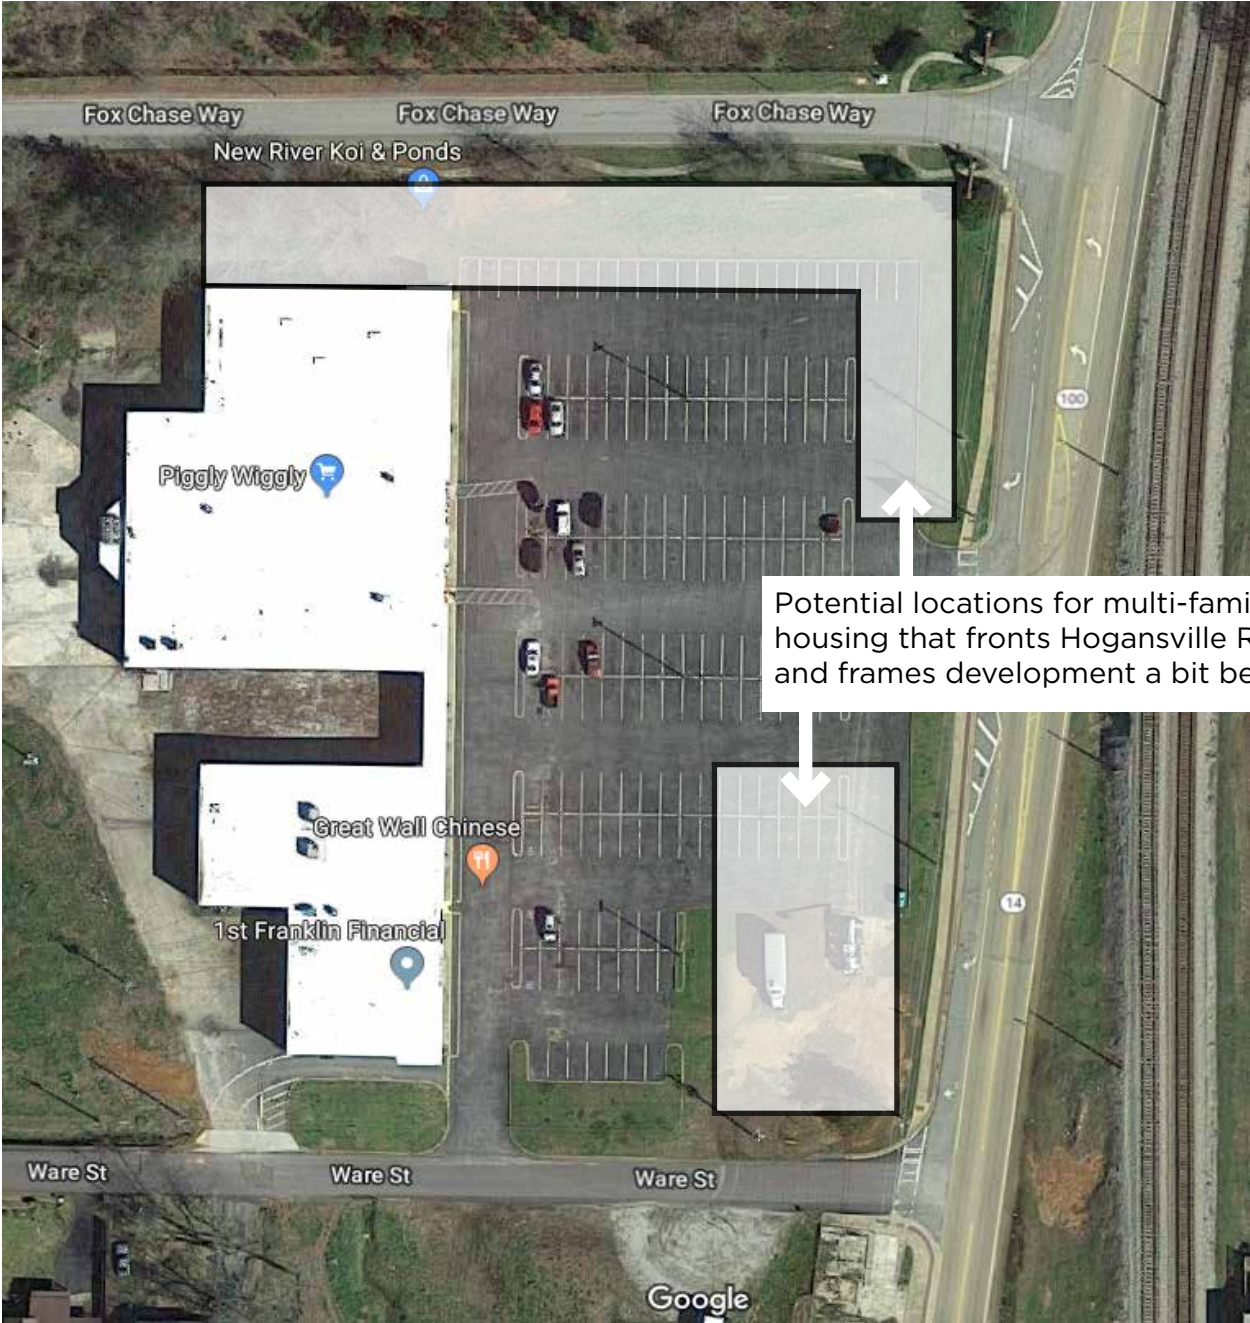 Fox Chase Way Fox Chase Way Fox Chase Way
New River Koi & Ponds
100
Piggly Wiggly
Potential locations for multi-fami
housing that fronts Hogansville R
and frames development a bit be
Great Wall Chinese
14
1st Franklin Financial
Ware St Ware St Ware St
Google